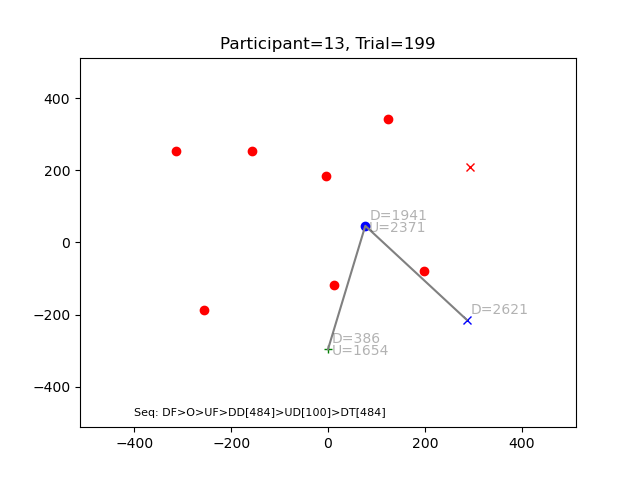 Participant=13, Trial=199
400
200
0
−200
−400
D=1941
U=2371
D=2621
D=386
U=1654
Seq: DF>O>UF>DD[484]>UD[100]>DT[484]
−400
−200
0
200
400